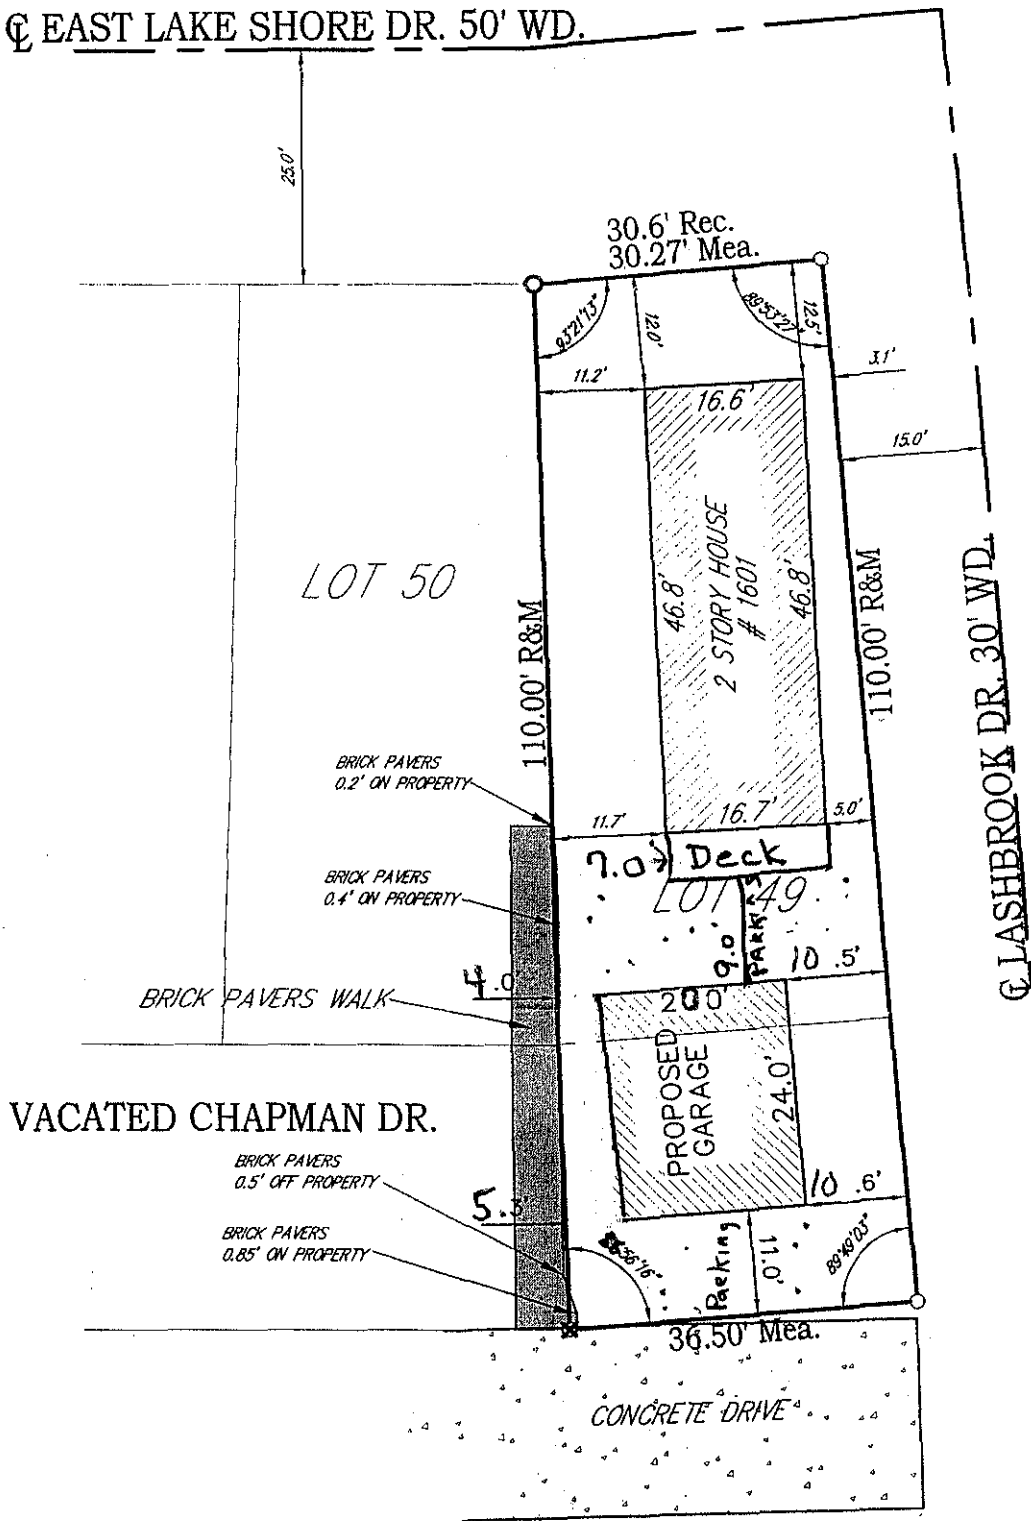 ℄ EAST LAKE SHORE DR. 50' WD.
25.0'
30.6' Rec.
30.27' Mea.
93°21'13"
12.0'
89°53'27"
12.5'
3.1'
11.2'
16.6'
15.0'
LOT 50
110.00' R&M
46.8'
2 STORY HOUSE
# 1601
46.8'
110.00' R&M
℄ LASHBROOK DR. 30' WD.
BRICK PAVERS
0.2' ON PROPERTY
11.7'
16.7'
5.0'
7.0'
Deck
BRICK PAVERS
0.4' ON PROPERTY
LOT 49
9.0'
PARKING
10.5'
4.0
BRICK PAVERS WALK
20.0'
PROPOSED
GARAGE
24.0'
VACATED CHAPMAN DR.
BRICK PAVERS
0.5' OFF PROPERTY
10.6'
5.3'
BRICK PAVERS
0.85' ON PROPERTY
56'16"
Parking
11.0'
89°49'03"
36.50' Mea.
CONCRETE DRIVE